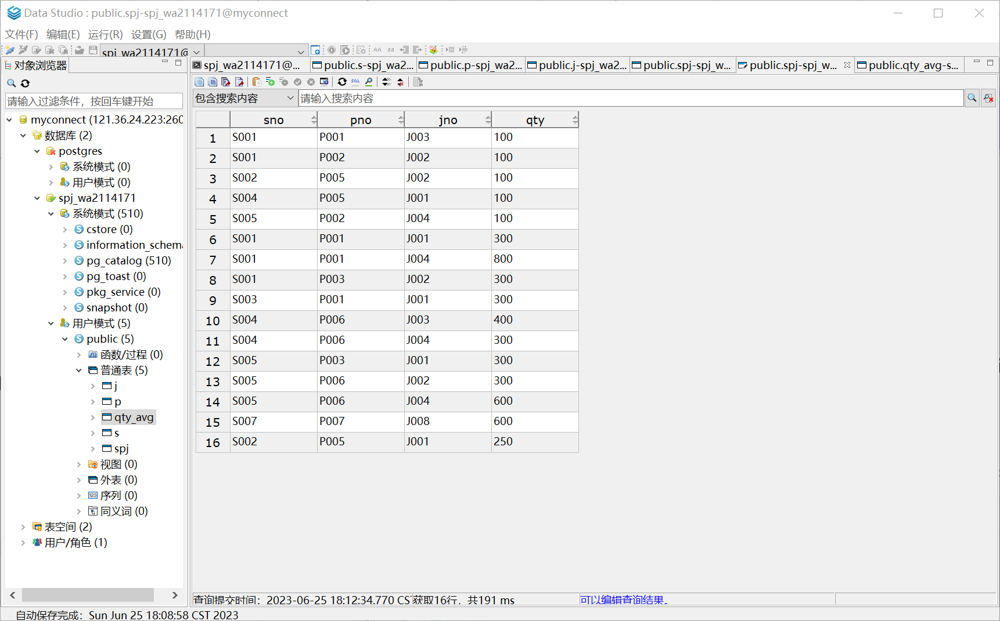 Data Studio : public.spj-spj_wa2114171@myconnect
文件(F) 编辑(E) 运行(R) 设置(G) 帮助(H)
spj_wa2114171@
对象浏览器
请输入过滤条件，按回车键开始
myconnect (121.36.24.223:260
数据库 (2)
postgres
系统模式 (0)
用户模式 (0)
spj_wa2114171
系统模式 (510)
cstore (0)
information_schema
pg_catalog (510)
pg_toast (0)
pkg_service (0)
snapshot (0)
用户模式 (5)
public (5)
函数/过程 (0)
普通表 (5)
j
p
qty_avg
s
spj
视图 (0)
外表 (0)
序列 (0)
同义词 (0)
表空间 (2)
用户/角色 (1)
spj_wa2114171@... public.s-spj_wa2... public.p-spj_wa2... public.j-spj_wa2... public.spj-spj_w... public.spj-spj_w... public.qty_avg-s...
包含搜索内容 请输入搜索内容
sno pno jno qty
1 S001 P001 J003 100
2 S001 P002 J002 100
3 S002 P005 J002 100
4 S004 P005 J001 100
5 S005 P002 J004 100
6 S001 P001 J001 300
7 S001 P001 J004 800
8 S001 P003 J002 300
9 S003 P001 J001 300
10 S004 P006 J003 400
11 S004 P006 J004 300
12 S005 P003 J001 300
13 S005 P006 J002 300
14 S005 P006 J004 600
15 S007 P007 J008 600
16 S002 P005 J001 250
查询提交时间：2023-06-25 18:12:34.770 CS 获取16行，共191 ms 可以编辑查询结果。
自动保存完成：Sun Jun 25 18:08:58 CST 2023